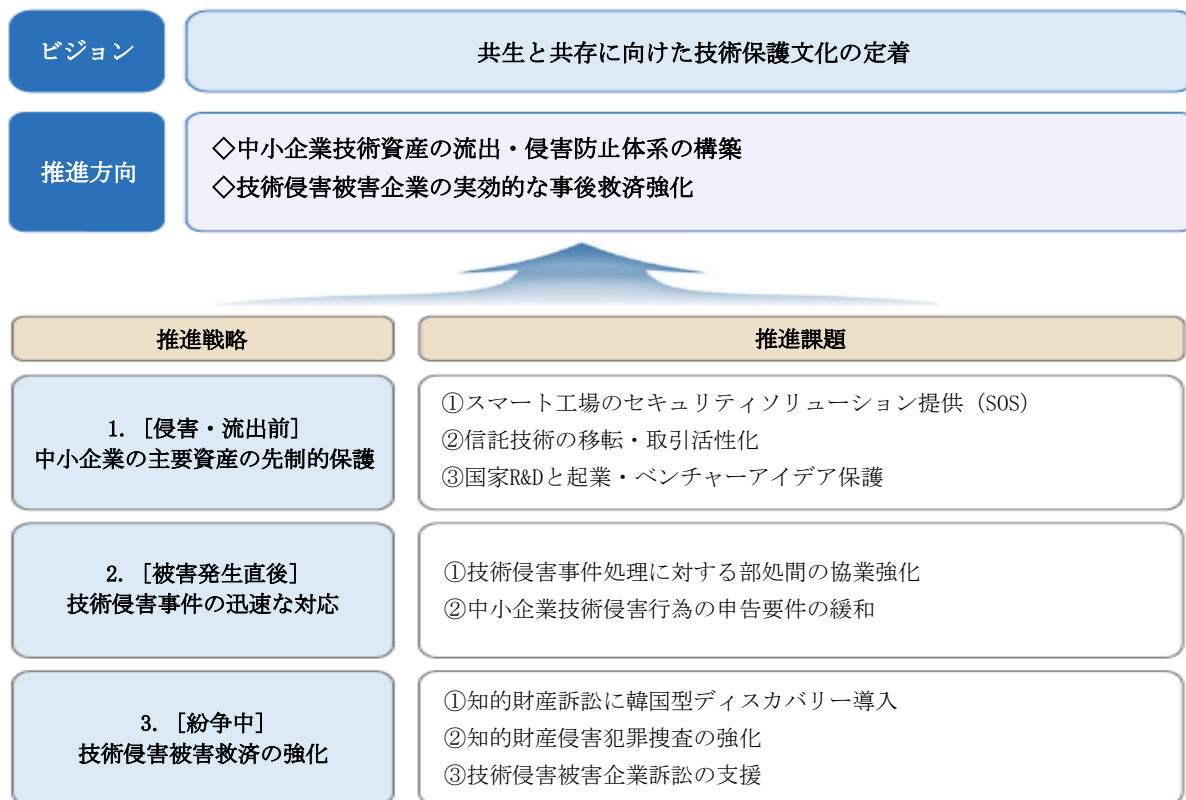 ビジョン
共生と共存に向けた技術保護文化の定着
推進方向
◇中小企業技術資産の流出・侵害防止体系の構築
◇技術侵害被害企業の実効的な事後救済強化
推進戦略
推進課題
1. [侵害・流出前]
中小企業の主要資産の先制的保護
①スマート工場のセキュリティソリューション提供 (SOS)
②信託技術の移転・取引活性化
③国家R&Dと起業・ベンチャーアイデア保護
2. [被害発生直後]
技術侵害事件の迅速な対応
①技術侵害事件処理に対する部処間の協業強化
②中小企業技術侵害行為の申告要件の緩和
3. [紛争中]
技術侵害被害救済の強化
①知的財産訴訟に韓国型ディスカバリー導入
②知的財産侵害犯罪捜査の強化
③技術侵害被害企業訴訟の支援